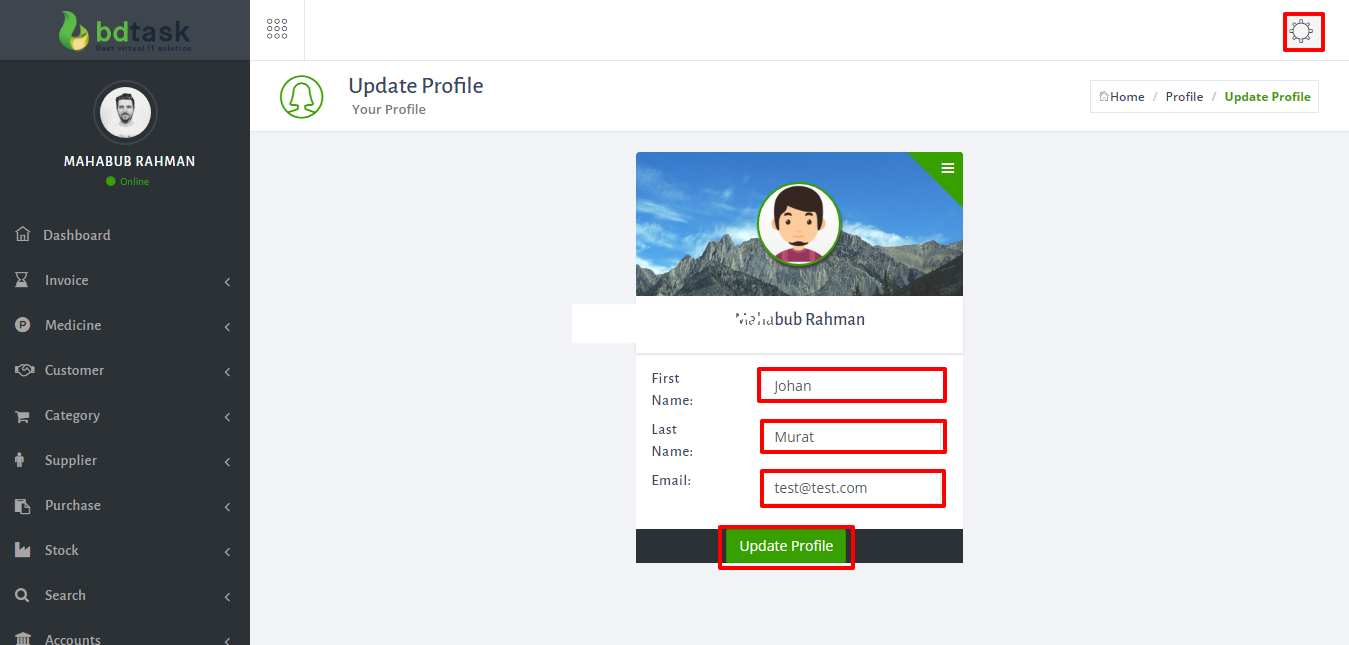 bdtask
Best virtual IT solution
MAHABUB RAHMAN
Online
Dashboard
Invoice
Medicine
Customer
Category
Supplier
Purchase
Stock
Search
Accounts
Update Profile
Your Profile
Home / Profile / Update Profile
Mahabub Rahman
First Name:
Johan
Last Name:
Murat
Email:
test@test.com
Update Profile